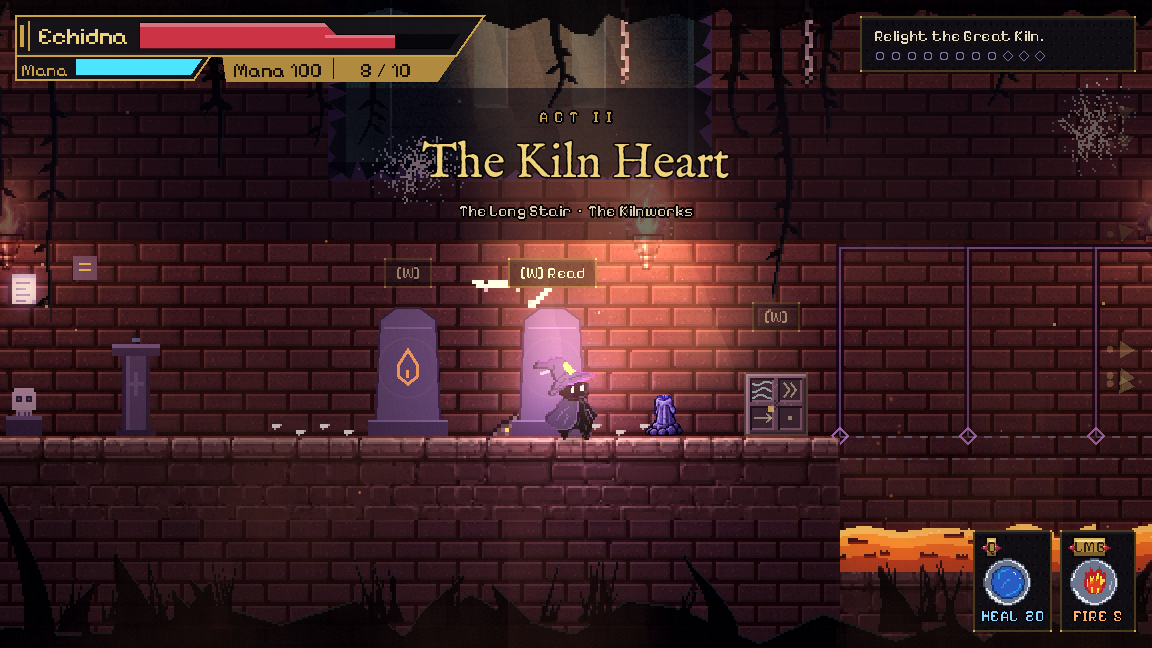 Echidna
Mana
Mana 100
8 / 10
Relight the Great Kiln.
ACT II
The Kiln Heart
The Long Stair · The Kilnworks
(W)
(W) Read
(W)
Q
LMB
HEAL 20
FIRE 8